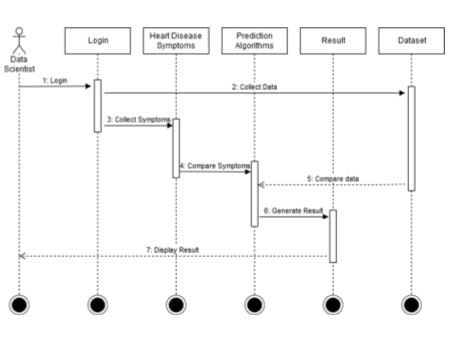 Data
Scientist
Login
Heart Disease
Symptoms
Prediction
Algorithms
Result
Dataset
1: Login
2: Collect Data
3: Collect Symptoms
4: Compare Symptoms
5: Compare data
6: Generate Result
7: Display Result